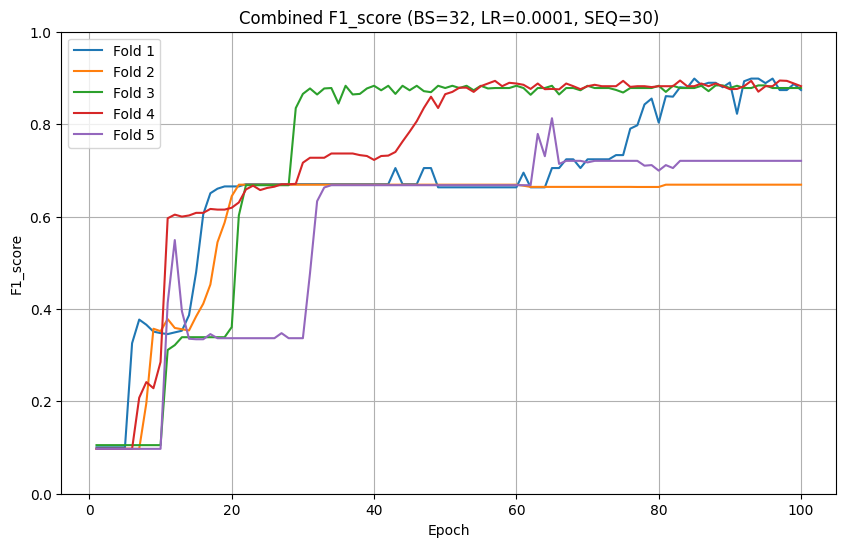 Combined F1_score (BS=32, LR=0.0001, SEQ=30)
Fold 1
Fold 2
Fold 3
Fold 4
Fold 5
F1_score
1.0
0.8
0.6
0.4
0.2
0.0
0
20
40
60
80
100
Epoch